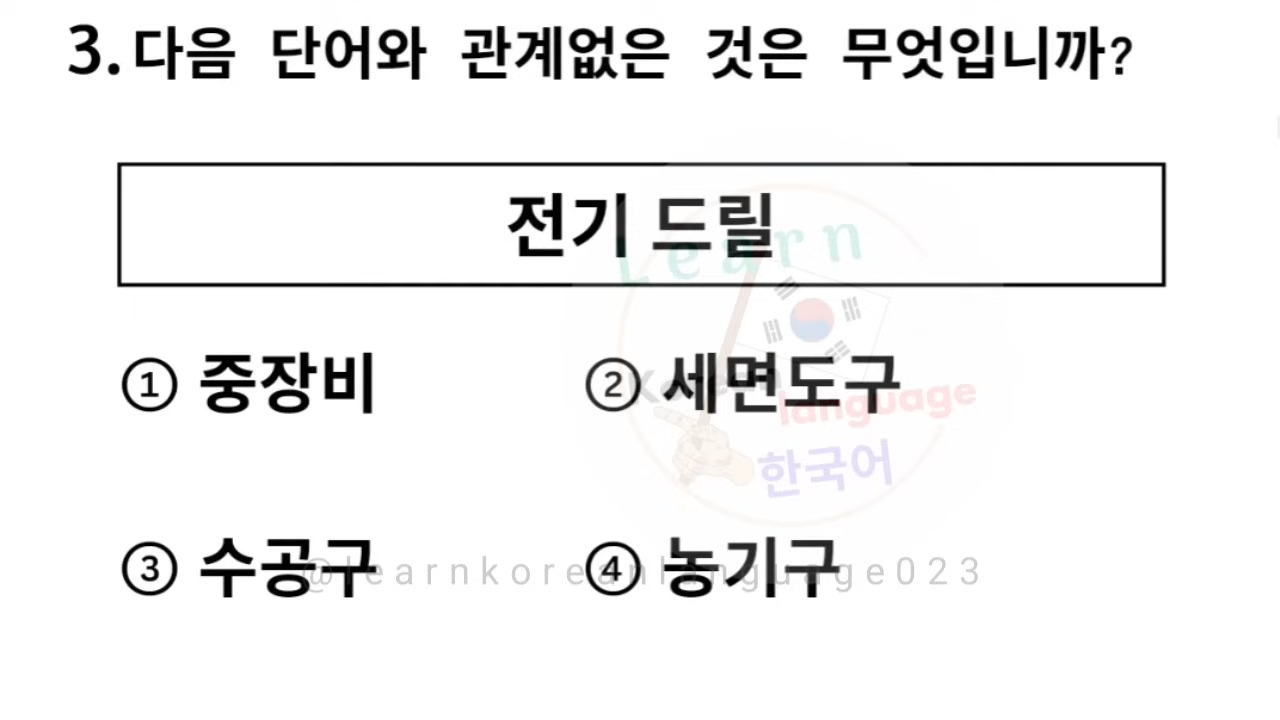 3. 다음 단어와 관계없은 것은 무엇입니까?
전기 드릴
Learn
① 중장비 ② 세면도구
Korean
language
한국어
③ 수공구 ④ 농기구
@learnkoreanlanguage023